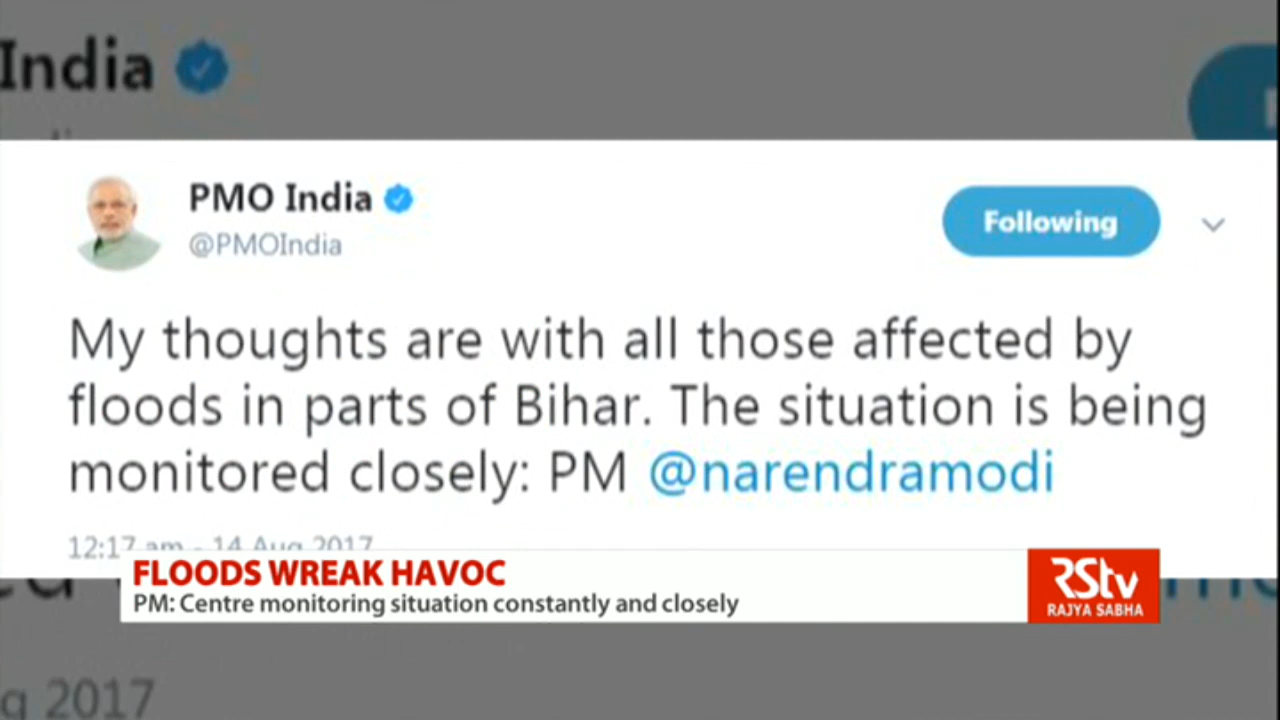 India
PMO India
@PMOIndia
Following
My thoughts are with all those affected by
floods in parts of Bihar. The situation is being
monitored closely: PM @narendramodi
12:17 am - 14 Aug 2017
FLOODS WREAK HAVOC
PM: Centre monitoring situation constantly and closely
RStv
RAJYA SABHA
2017